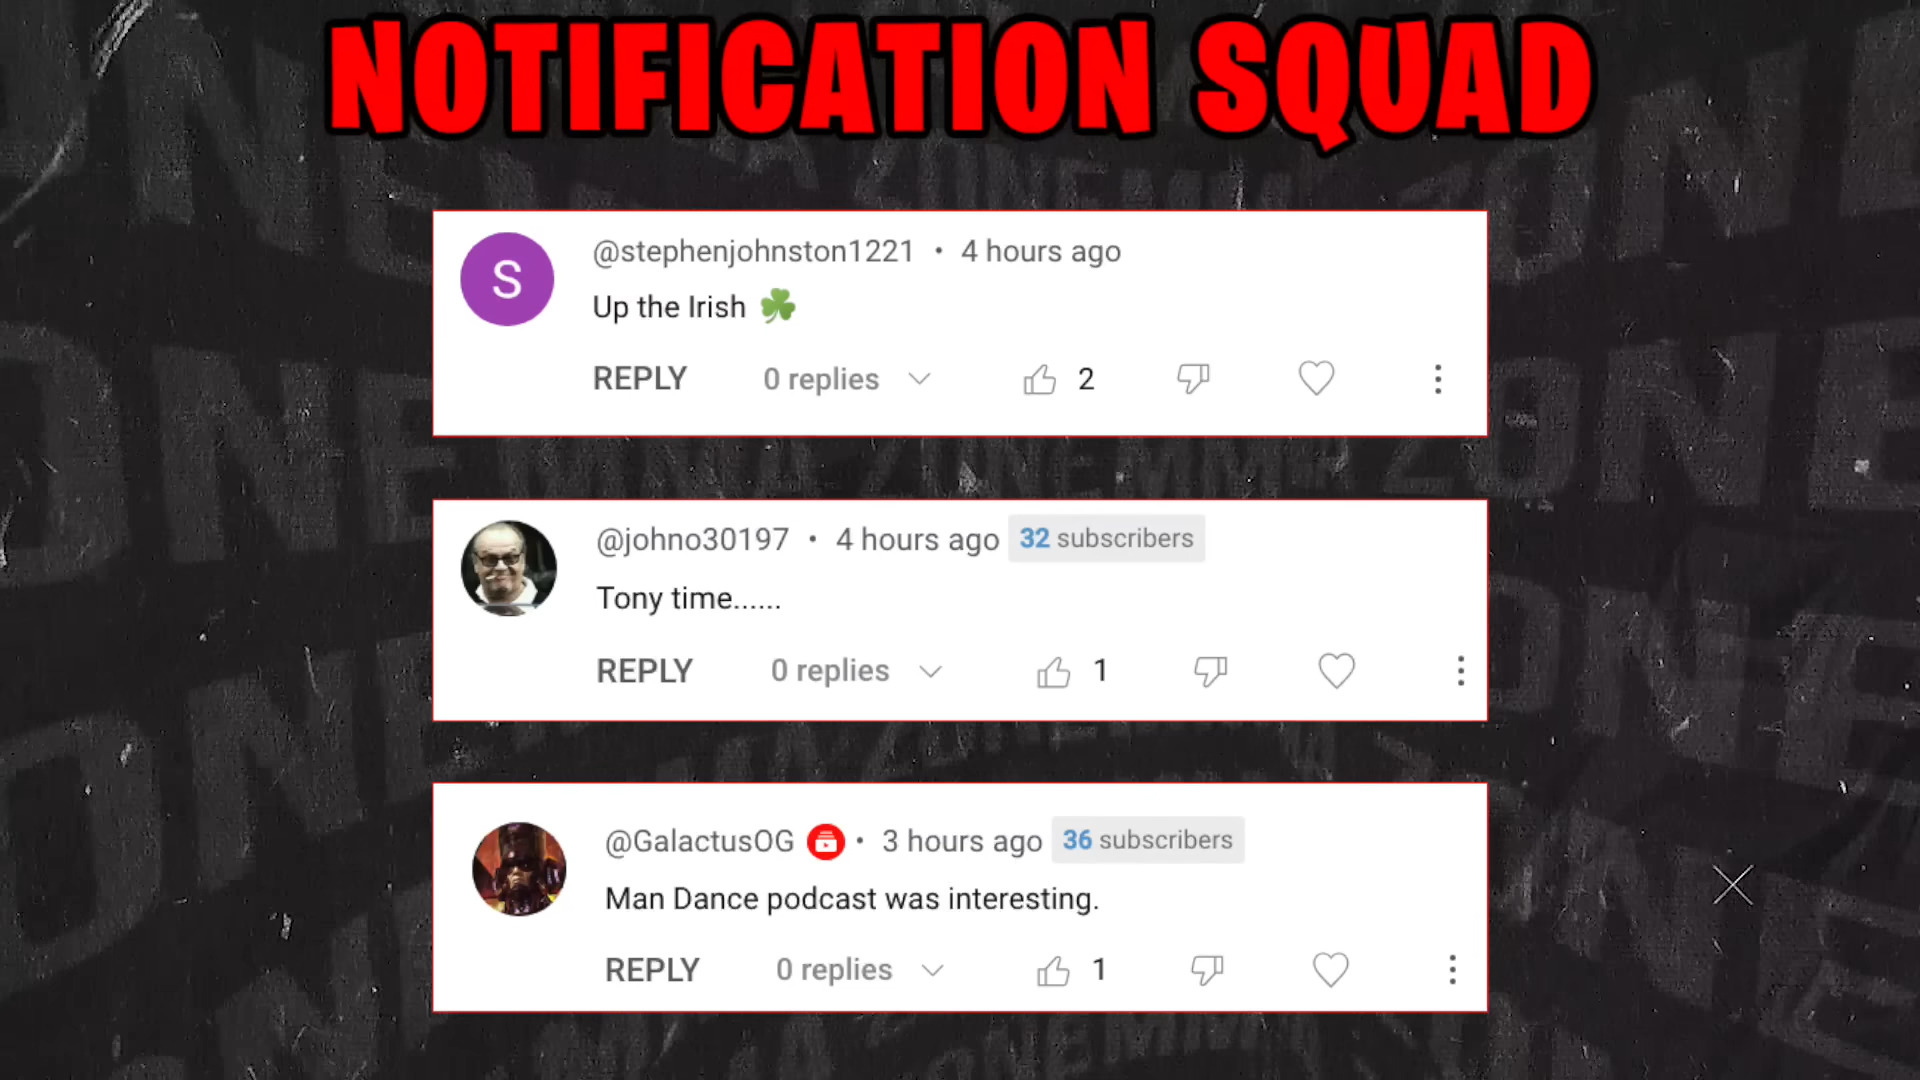 NOTIFICATION SQUAD
S
@stephenjohnston1221 • 4 hours ago
Up the Irish ☘️
REPLY 0 replies 2
@johno30197 • 4 hours ago 32 subscribers
Tony time......
REPLY 0 replies 1
@GalactusOG • 3 hours ago 36 subscribers
Man Dance podcast was interesting.
REPLY 0 replies 1